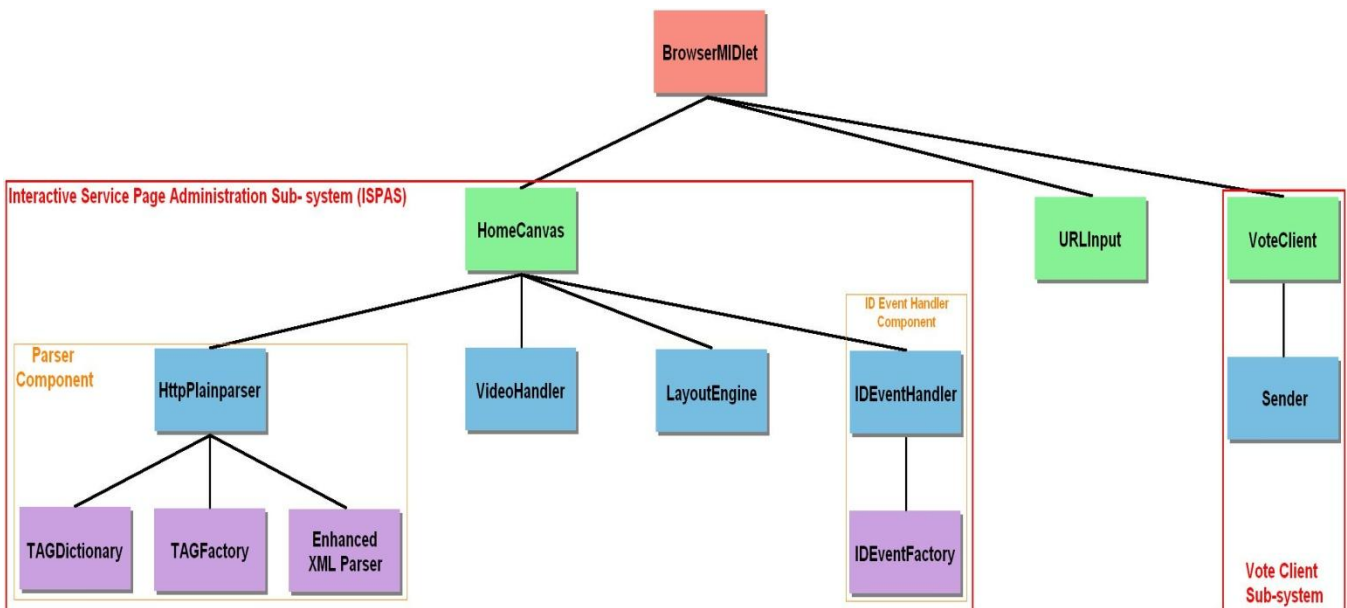 BrowserMIDlet
Interactive Service Page Administration Sub- system (ISPAS)
HomeCanvas
URLInput
VoteClient
ID Event Handler
Component
Parser
Component
HttpPlainparser
VideoHandler
LayoutEngine
IDEventHandler
Sender
TAGDictionary
TAGFactory
Enhanced
XML Parser
IDEventFactory
Vote Client
Sub-system